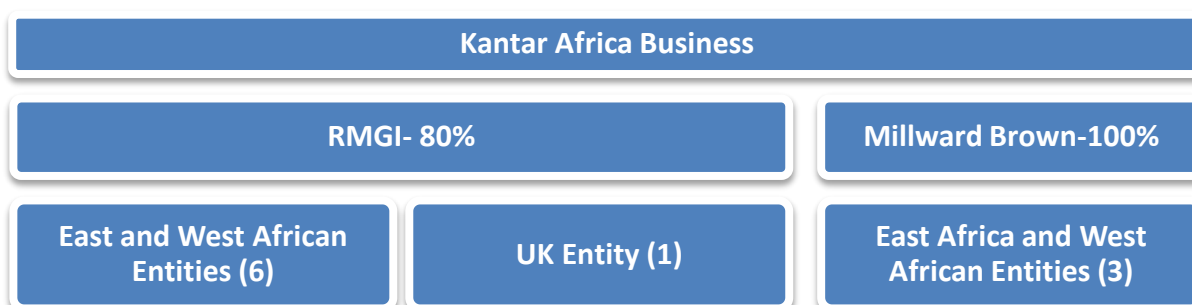 Kantar Africa Business
RMGI- 80%
Millward Brown-100%
East and West African
Entities (6)
UK Entity (1)
East Africa and West
African Entities (3)